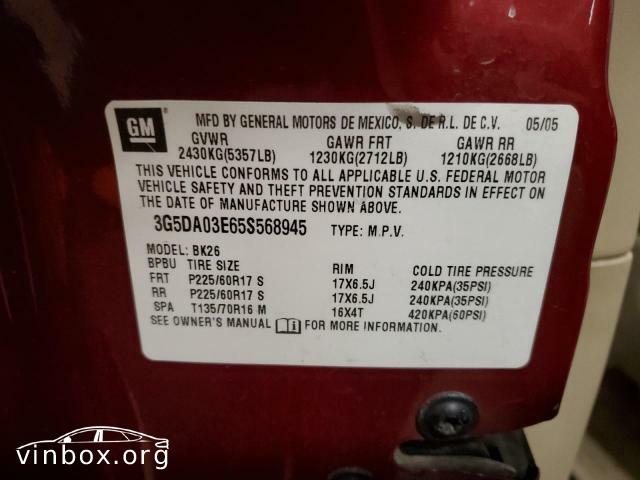 GM
MFD BY GENERAL MOTORS DE MEXICO, S. DE R.L. DE C.V. 05/05
GVWR GAWR FRT GAWR RR
2430KG(5357LB) 1230KG(2712LB) 1210KG(2668LB)
THIS VEHICLE CONFORMS TO ALL APPLICABLE U.S. FEDERAL MOTOR
VEHICLE SAFETY AND THEFT PREVENTION STANDARDS IN EFFECT ON
THE DATE OF MANUFACTURE SHOWN ABOVE.
3G5DA03E65S568945 TYPE: M.P.V.
MODEL: BK26
BPBU TIRE SIZE RIM COLD TIRE PRESSURE
FRT P225/60R17 S 17X6.5J 240KPA(35PSI)
RR P225/60R17 S 17X6.5J 240KPA(35PSI)
SPA T135/70R16 M 16X4T 420KPA(60PSI)
SEE OWNER'S MANUAL FOR MORE INFORMATION.
vinbox.org